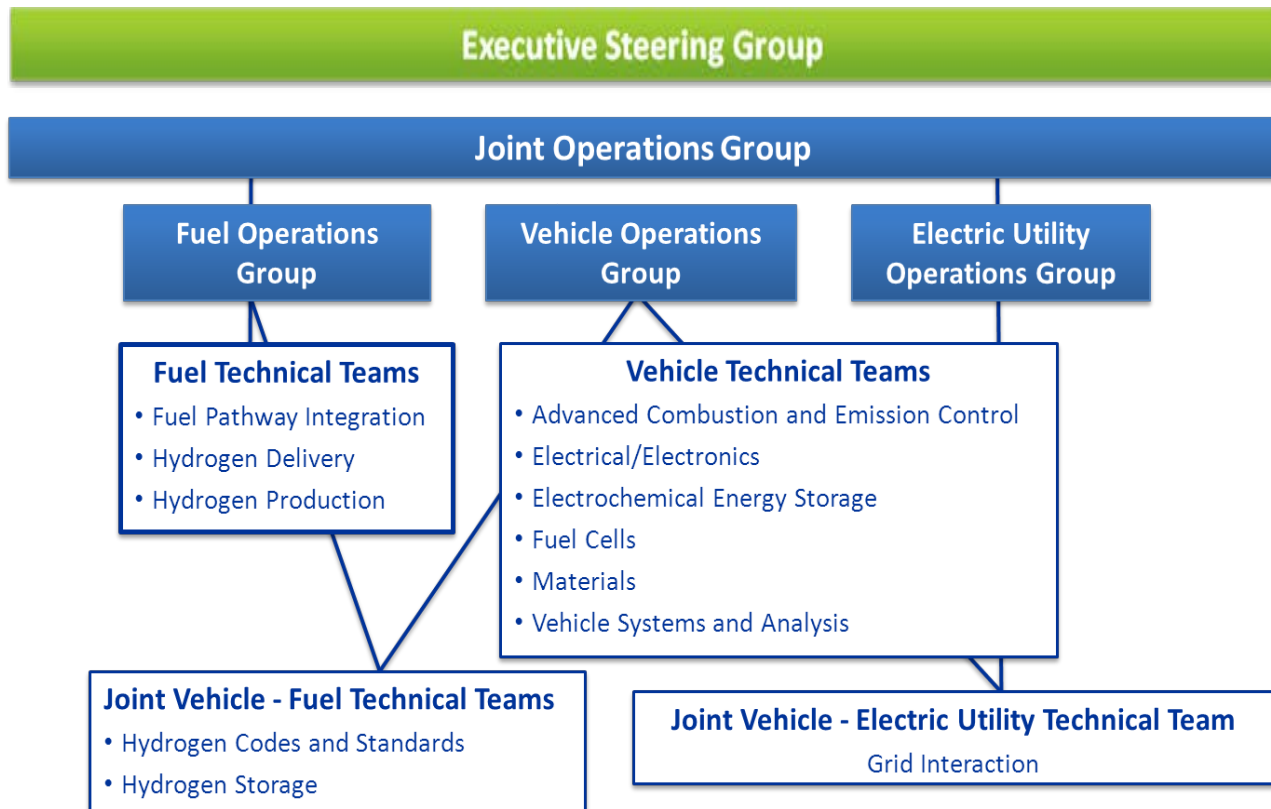 Executive Steering Group
Joint Operations Group
Fuel Operations
Group
Vehicle Operations
Group
Electric Utility
Operations Group
Fuel Technical Teams
• Fuel Pathway Integration
• Hydrogen Delivery
• Hydrogen Production
Vehicle Technical Teams
• Advanced Combustion and Emission Control
• Electrical/Electronics
• Electrochemical Energy Storage
• Fuel Cells
• Materials
• Vehicle Systems and Analysis
Joint Vehicle - Fuel Technical Teams
• Hydrogen Codes and Standards
• Hydrogen Storage
Joint Vehicle - Electric Utility Technical Team
Grid Interaction